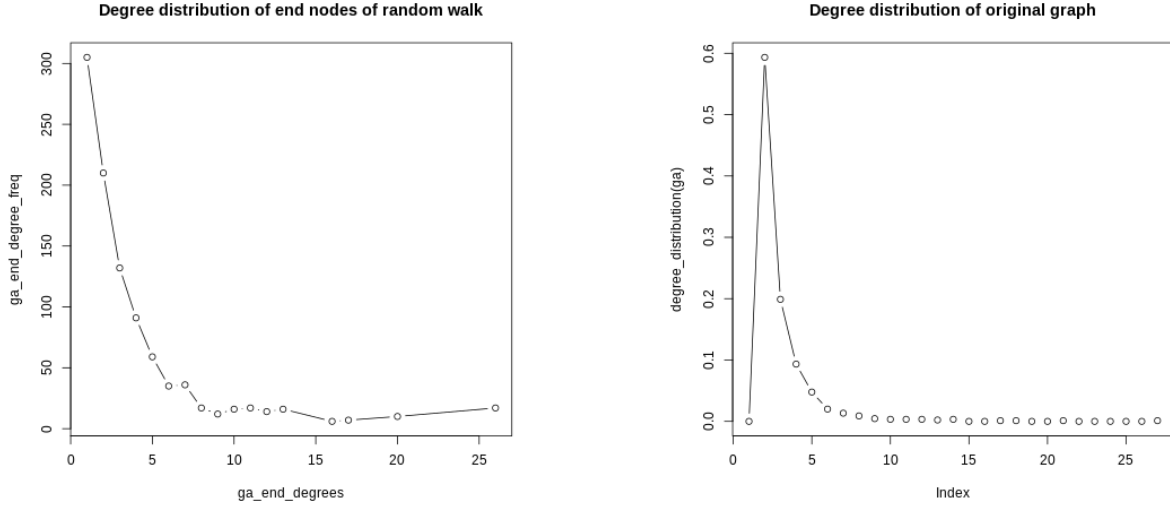 Degree distribution of end nodes of random walk
ga_end_degree_freq
300
250
200
150
100
50
0
0 5 10 15 20 25
ga_end_degrees
Degree distribution of original graph
degree_distribution(ga)
0.6
0.5
0.4
0.3
0.2
0.1
0.0
0 5 10 15 20 25
Index